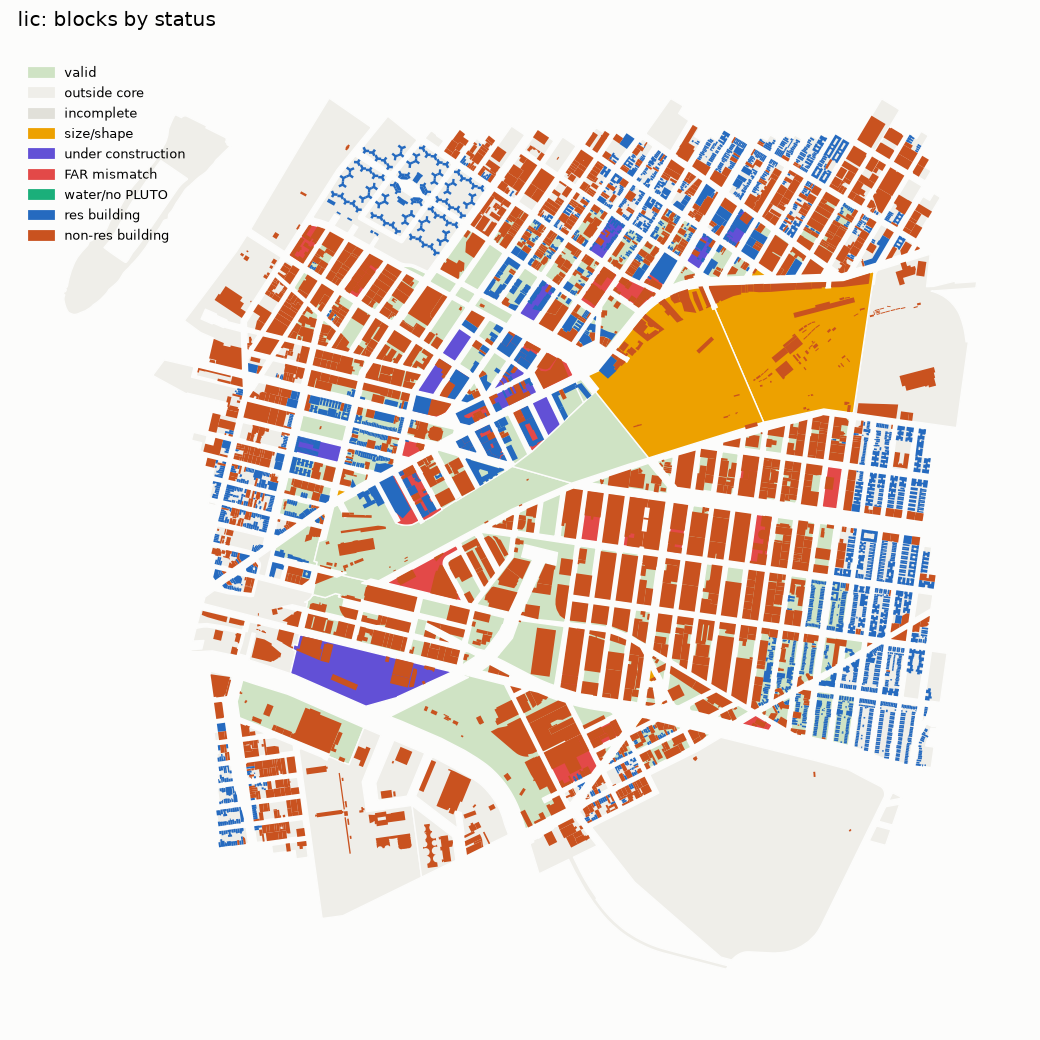 lic: blocks by status
valid
outside core
incomplete
size/shape
under construction
FAR mismatch
water/no PLUTO
res building
non-res building